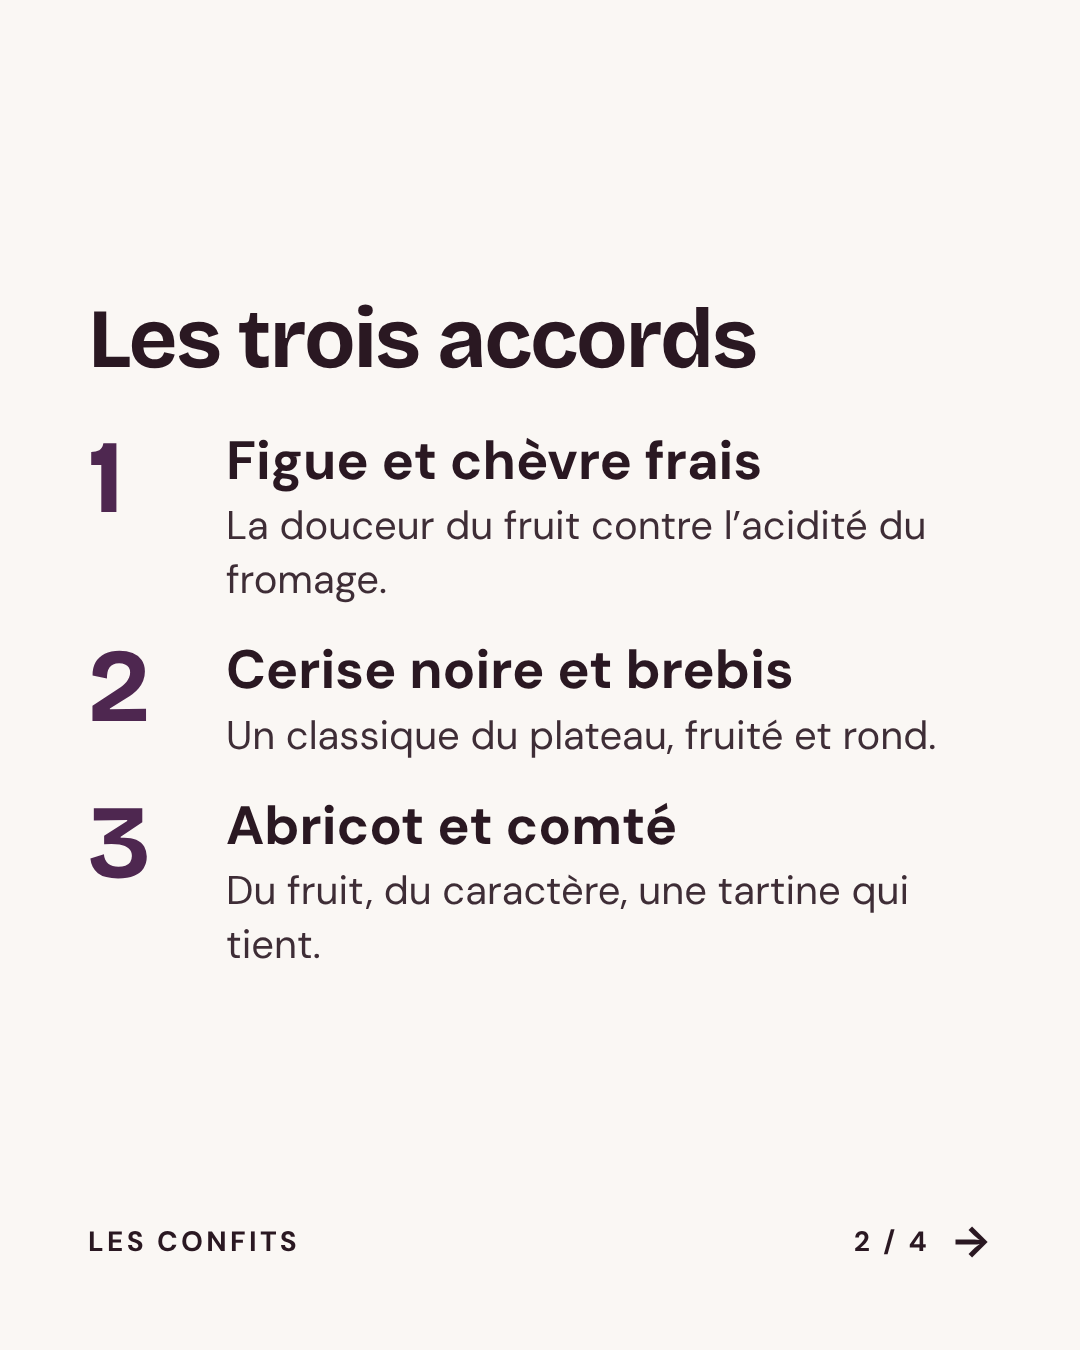 Les trois accords
1
Figue et chèvre frais
La douceur du fruit contre l’acidité du
fromage.
2
Cerise noire et brebis
Un classique du plateau, fruité et rond.
3
Abricot et comté
Du fruit, du caractère, une tartine qui
tient.
LES CONFITS
2 / 4 →